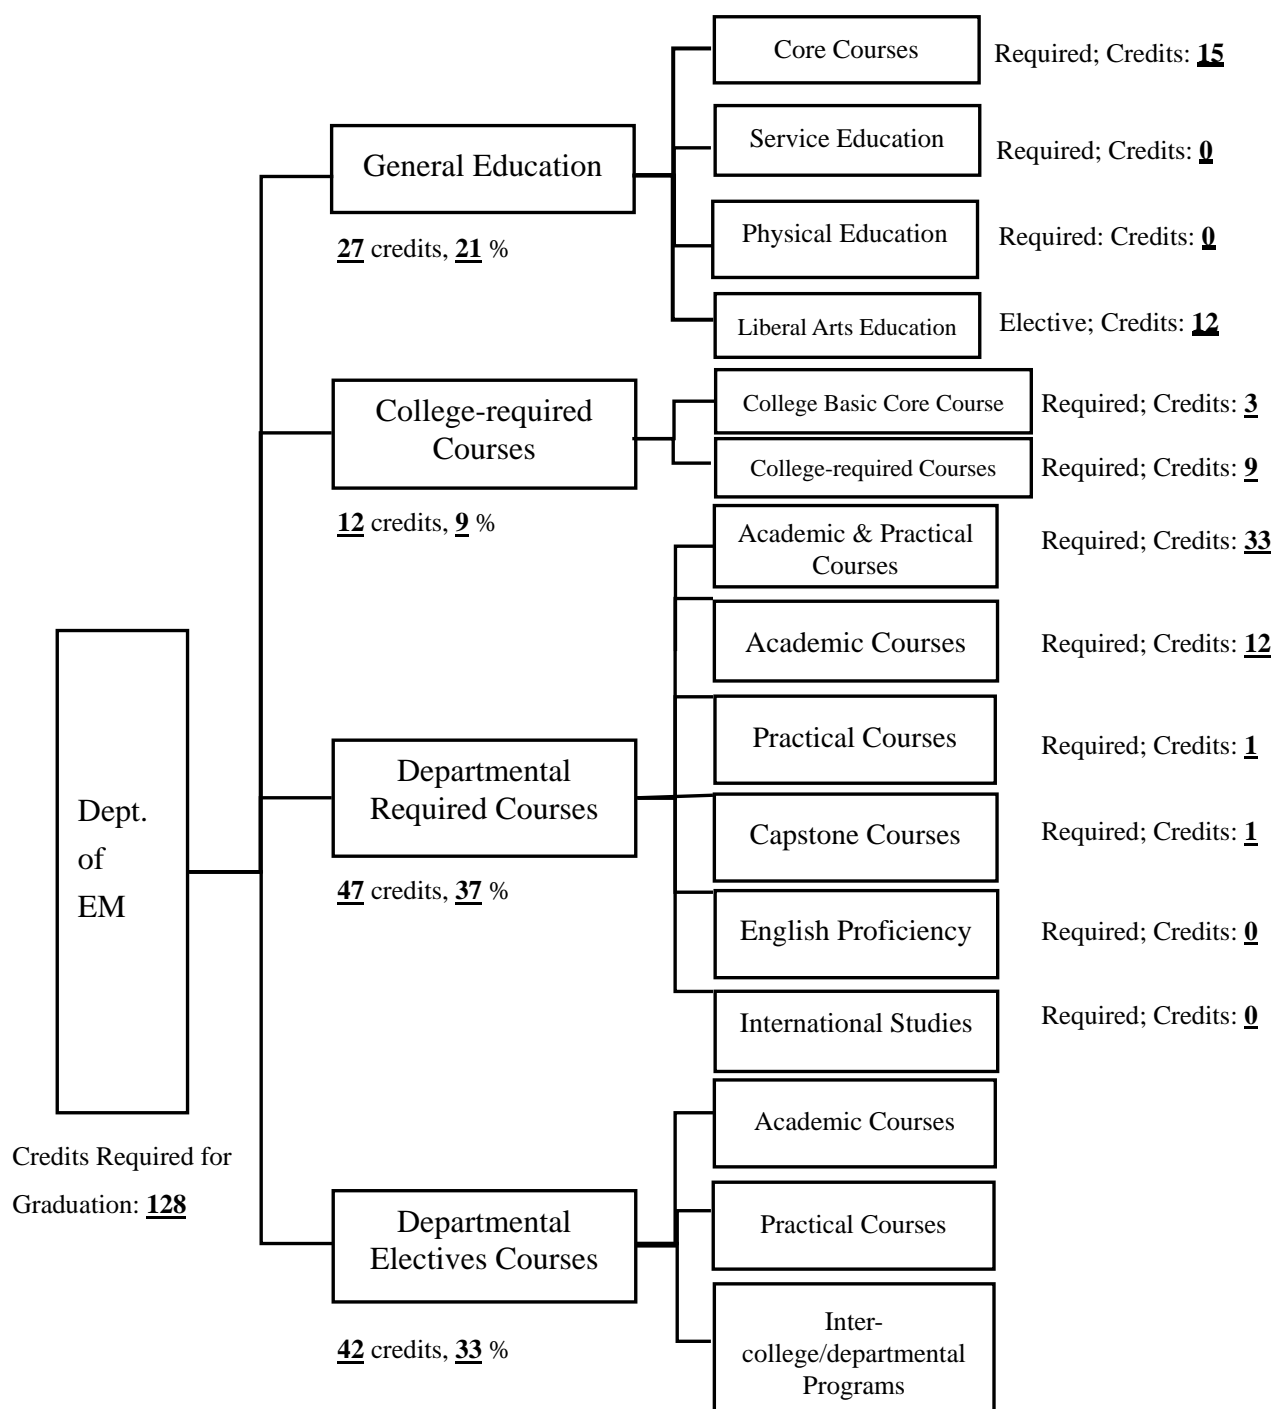 Core Courses
Required; Credits: 15
Service Education
Required; Credits: 0
General Education
27 credits, 21 %
Physical Education
Required: Credits: 0
Liberal Arts Education
Elective; Credits: 12
College-required
Courses
12 credits, 9 %
College Basic Core Course
Required; Credits: 3
College-required Courses
Required; Credits: 9
Academic & Practical
Courses
Required; Credits: 33
Academic Courses
Required; Credits: 12
Practical Courses
Required; Credits: 1
Departmental
Required Courses
47 credits, 37 %
Capstone Courses
Required; Credits: 1
English Proficiency
Required; Credits: 0
International Studies
Required; Credits: 0
Dept.
of
EM
Credits Required for
Graduation: 128
Academic Courses
Departmental
Electives Courses
42 credits, 33 %
Practical Courses
Inter-
college/departmental
Programs